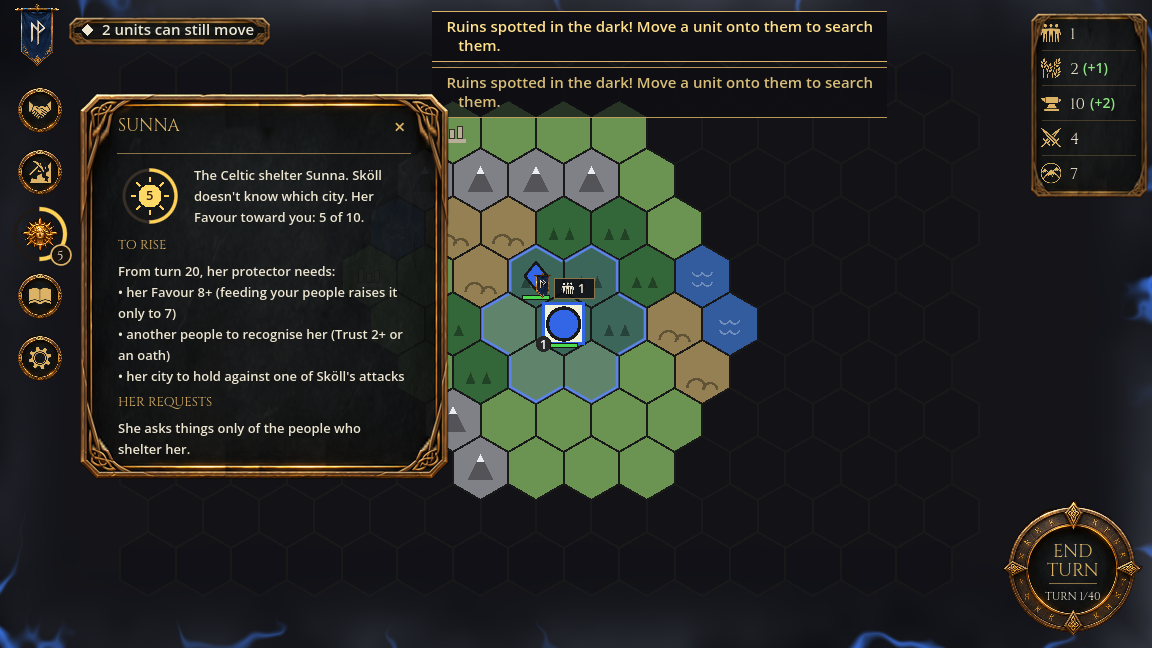 2 units can still move
Ruins spotted in the dark! Move a unit onto them to search
them.
Ruins spotted in the dark! Move a unit onto them to search
them.
1
2 (+1)
10 (+2)
4
7
SUNNA
×
5
The Celtic shelter Sunna. Sköll
doesn't know which city. Her
Favour toward you: 5 of 10.
TO RISE
From turn 20, her protector needs:
• her Favour 8+ (feeding your people raises it
only to 7)
• another people to recognise her (Trust 2+ or
an oath)
• her city to hold against one of Sköll's attacks
HER REQUESTS
She asks things only of the people who
shelter her.
5
1
1
END
TURN
TURN 1/40